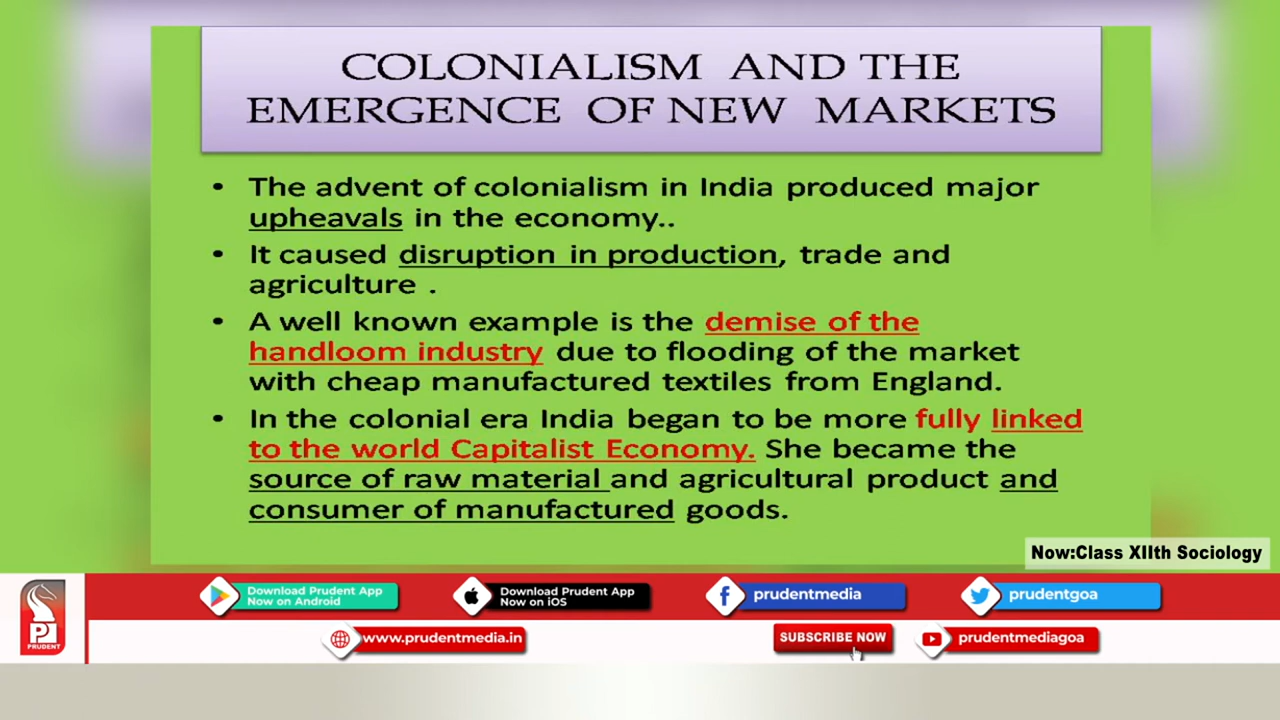 COLONIALISM AND THE
EMERGENCE OF NEW MARKETS
• The advent of colonialism in India produced major
upheavals in the economy..
• It caused disruption in production, trade and
agriculture .
• A well known example is the demise of the
handloom industry due to flooding of the market
with cheap manufactured textiles from England.
• In the colonial era India began to be more fully linked
to the world Capitalist Economy. She became the
source of raw material and agricultural product and
consumer of manufactured goods.
Now:Class XIIth Sociology
PRUDENT
Download Prudent App
Now on Android
Download Prudent App
Now on iOS
prudentmedia
prudentgoa
www.prudentmedia.in
SUBSCRIBE NOW
prudentmediagoa